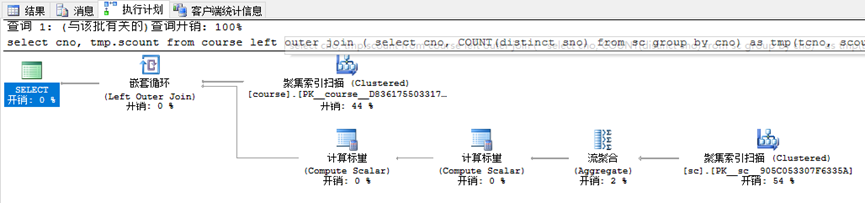 结果 消息 执行计划 客户端统计信息
查询 1: (与该批有关的)查询开销: 100%
select cno, tmp.scount from course left outer join ( select cno, COUNT(distinct sno) from sc group by cno) as tmp(tcno, scou
SELECT
开销: 0 %
嵌套循环
(Left Outer Join)
开销: 0 %
聚集索引扫描 (Clustered)
[course].[PK__course__D836175503317…
开销: 44 %
计算标量
(Compute Scalar)
开销: 0 %
计算标量
(Compute Scalar)
开销: 0 %
流聚合
(Aggregate)
开销: 2 %
聚集索引扫描 (Clustered)
[sc].[PK__sc__905C053307F6335A]
开销: 54 %